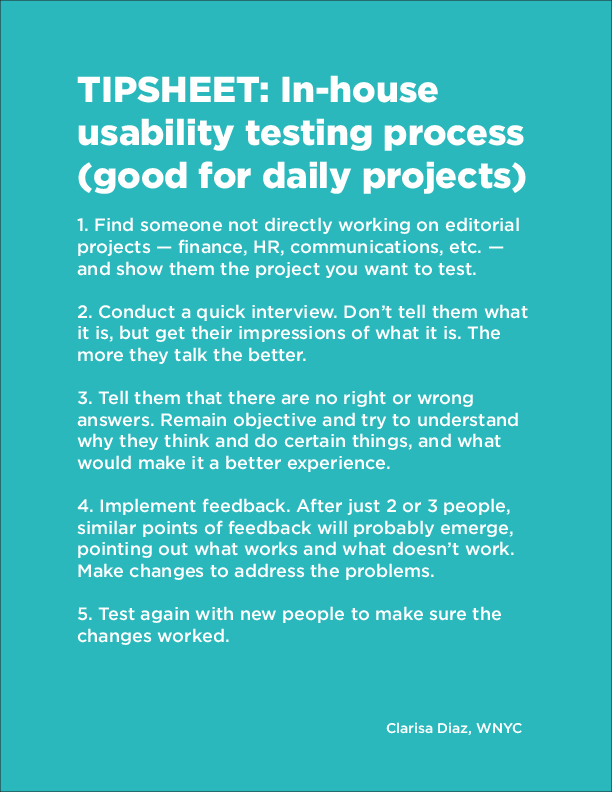 TIPSHEET: In-house
usability testing process
(good for daily projects)
1. Find someone not directly working on editorial
projects — finance, HR, communications, etc. —
and show them the project you want to test.
2. Conduct a quick interview. Don’t tell them what
it is, but get their impressions of what it is. The
more they talk the better.
3. Tell them that there are no right or wrong
answers. Remain objective and try to understand
why they think and do certain things, and what
would make it a better experience.
4. Implement feedback. After just 2 or 3 people,
similar points of feedback will probably emerge,
pointing out what works and what doesn’t work.
Make changes to address the problems.
5. Test again with new people to make sure the
changes worked.
Clarisa Diaz, WNYC